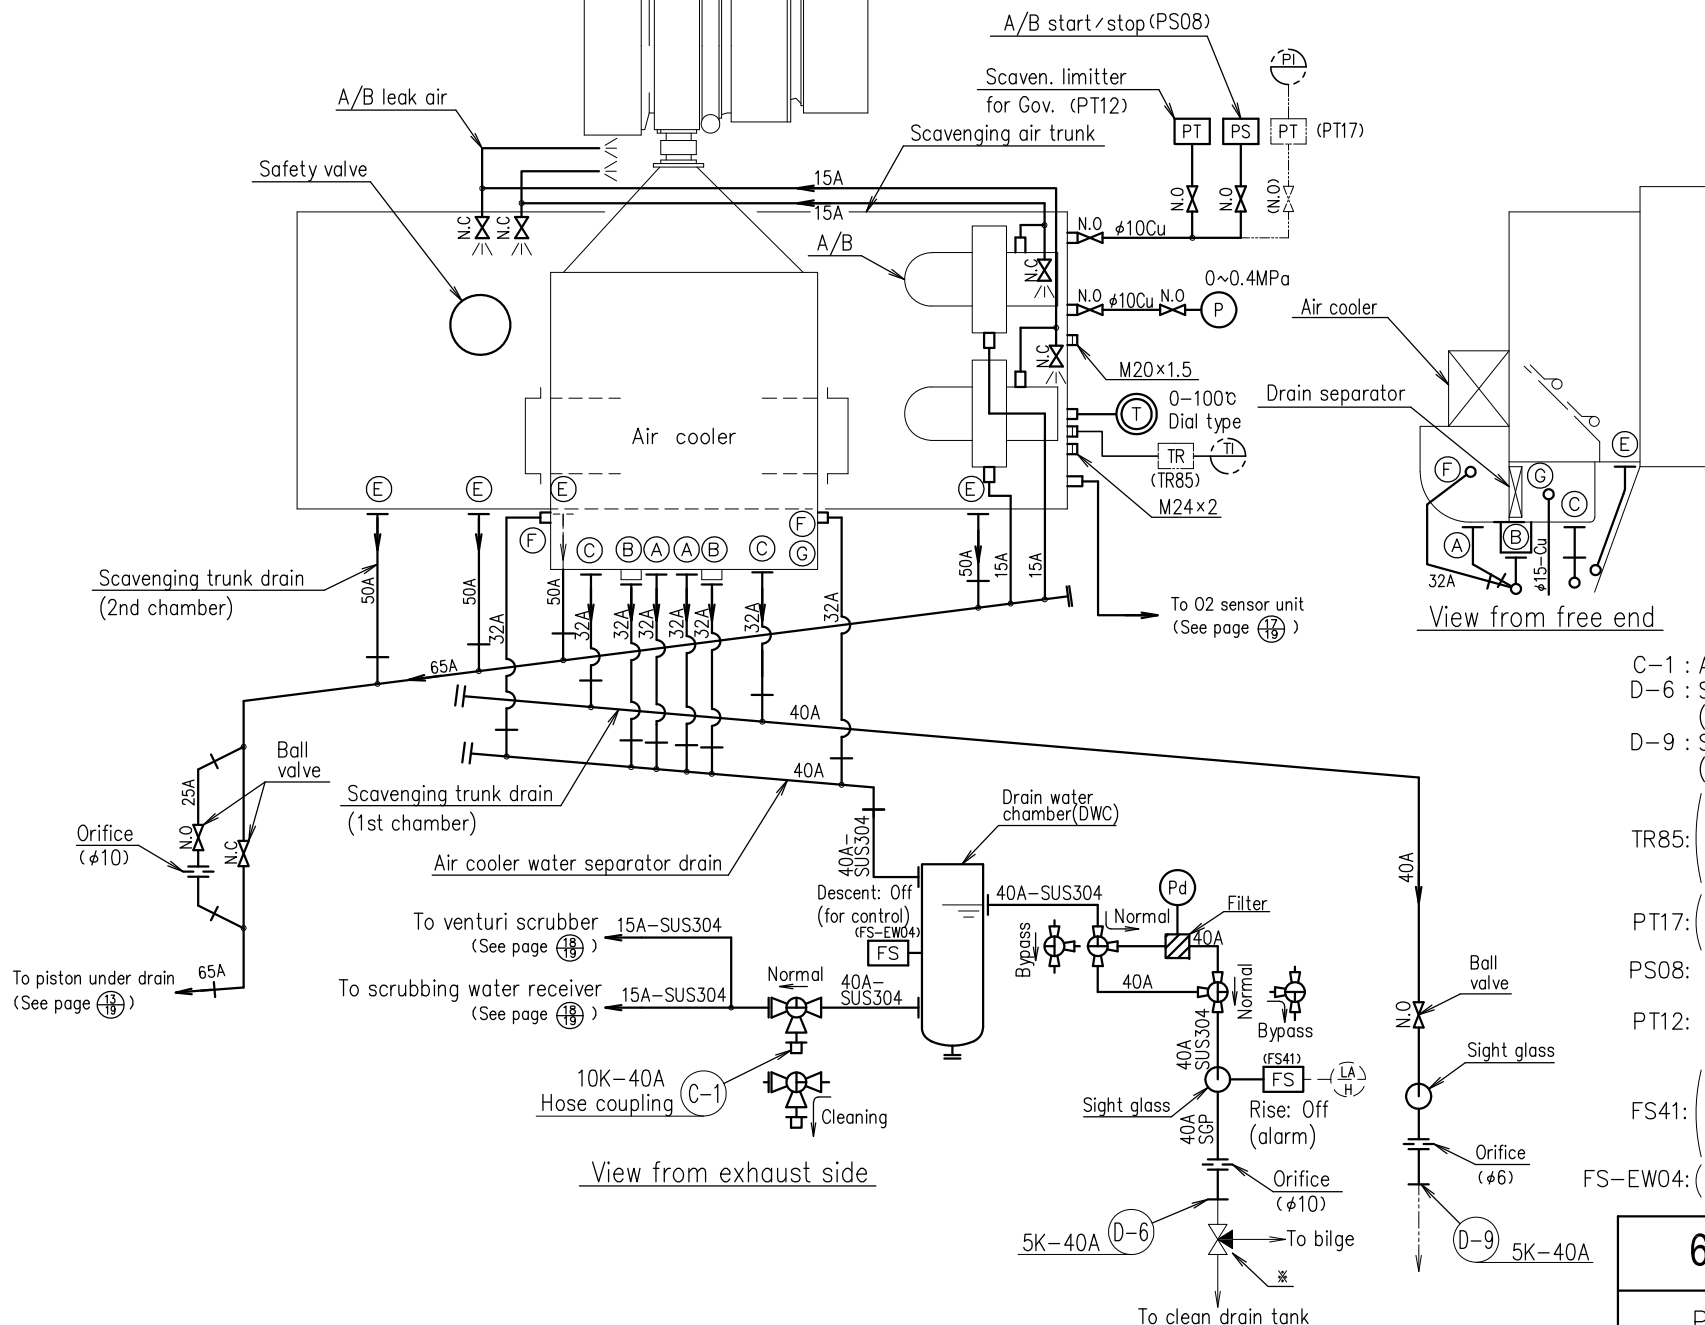 A/B start/stop(PS08)
PI
Scaven. limitter
for Gov. (PT12)
A/B leak air
Scavenging air trunk
PT
PS
PT
(PT17)
Safety valve
15A
15A
N.O
N.O
(N.O)
N.C
N.C
A/B
N.O
φ10Cu
N.C
0~0.4MPa
N.O
φ10Cu
N.O
P
Air cooler
N.C
M20×1.5
Drain separator
0-100℃
Dial type
T
Air cooler
TR
TI
(TR85)
M24×2
E
E
E
E
F
F
G
C
B
A
A
B
C
F
G
E
C
A
B
32A
φ15-Cu
View from free end
Scavenging trunk drain
(2nd chamber)
50A
50A
32A
50A
32A
32A
32A
32A
32A
32A
50A
15A
15A
To O2 sensor unit
(See page 17/19 )
65A
40A
40A
C-1 : A
D-6 : S
(
D-9 : S
(
Ball
valve
25A
Scavenging trunk drain
(1st chamber)
Orifice
(φ10)
N.O
N.C
Air cooler water separator drain
40A-
SUS304
Drain water
chamber(DWC)
TR85: (
40A
Descent: Off
(for control)
(FS-EW04)
FS
40A-SUS304
Pd
Normal
Filter
40A
Bypass
To venturi scrubber
(See page 18/19 )
15A-SUS304
PT17: (
To piston under drain
(See page 13/19 )
65A
To scrubbing water receiver
(See page 18/19 )
15A-SUS304
Normal
40A-
SUS304
40A
Normal
Bypass
Ball
valve
N.O
PS08:
PT12:
40A
SUS304
Sight glass
(FS41)
FS
LA
H
Rise: Off
(alarm)
10K-40A
Hose coupling
C-1
Cleaning
Sight glass
40A
SGP
FS41: (
View from exhaust side
Orifice
(φ10)
Orifice
(φ6)
FS-EW04: (
5K-40A
D-6
To bilge
D-9
5K-40A
※
To clean drain tank
6
P